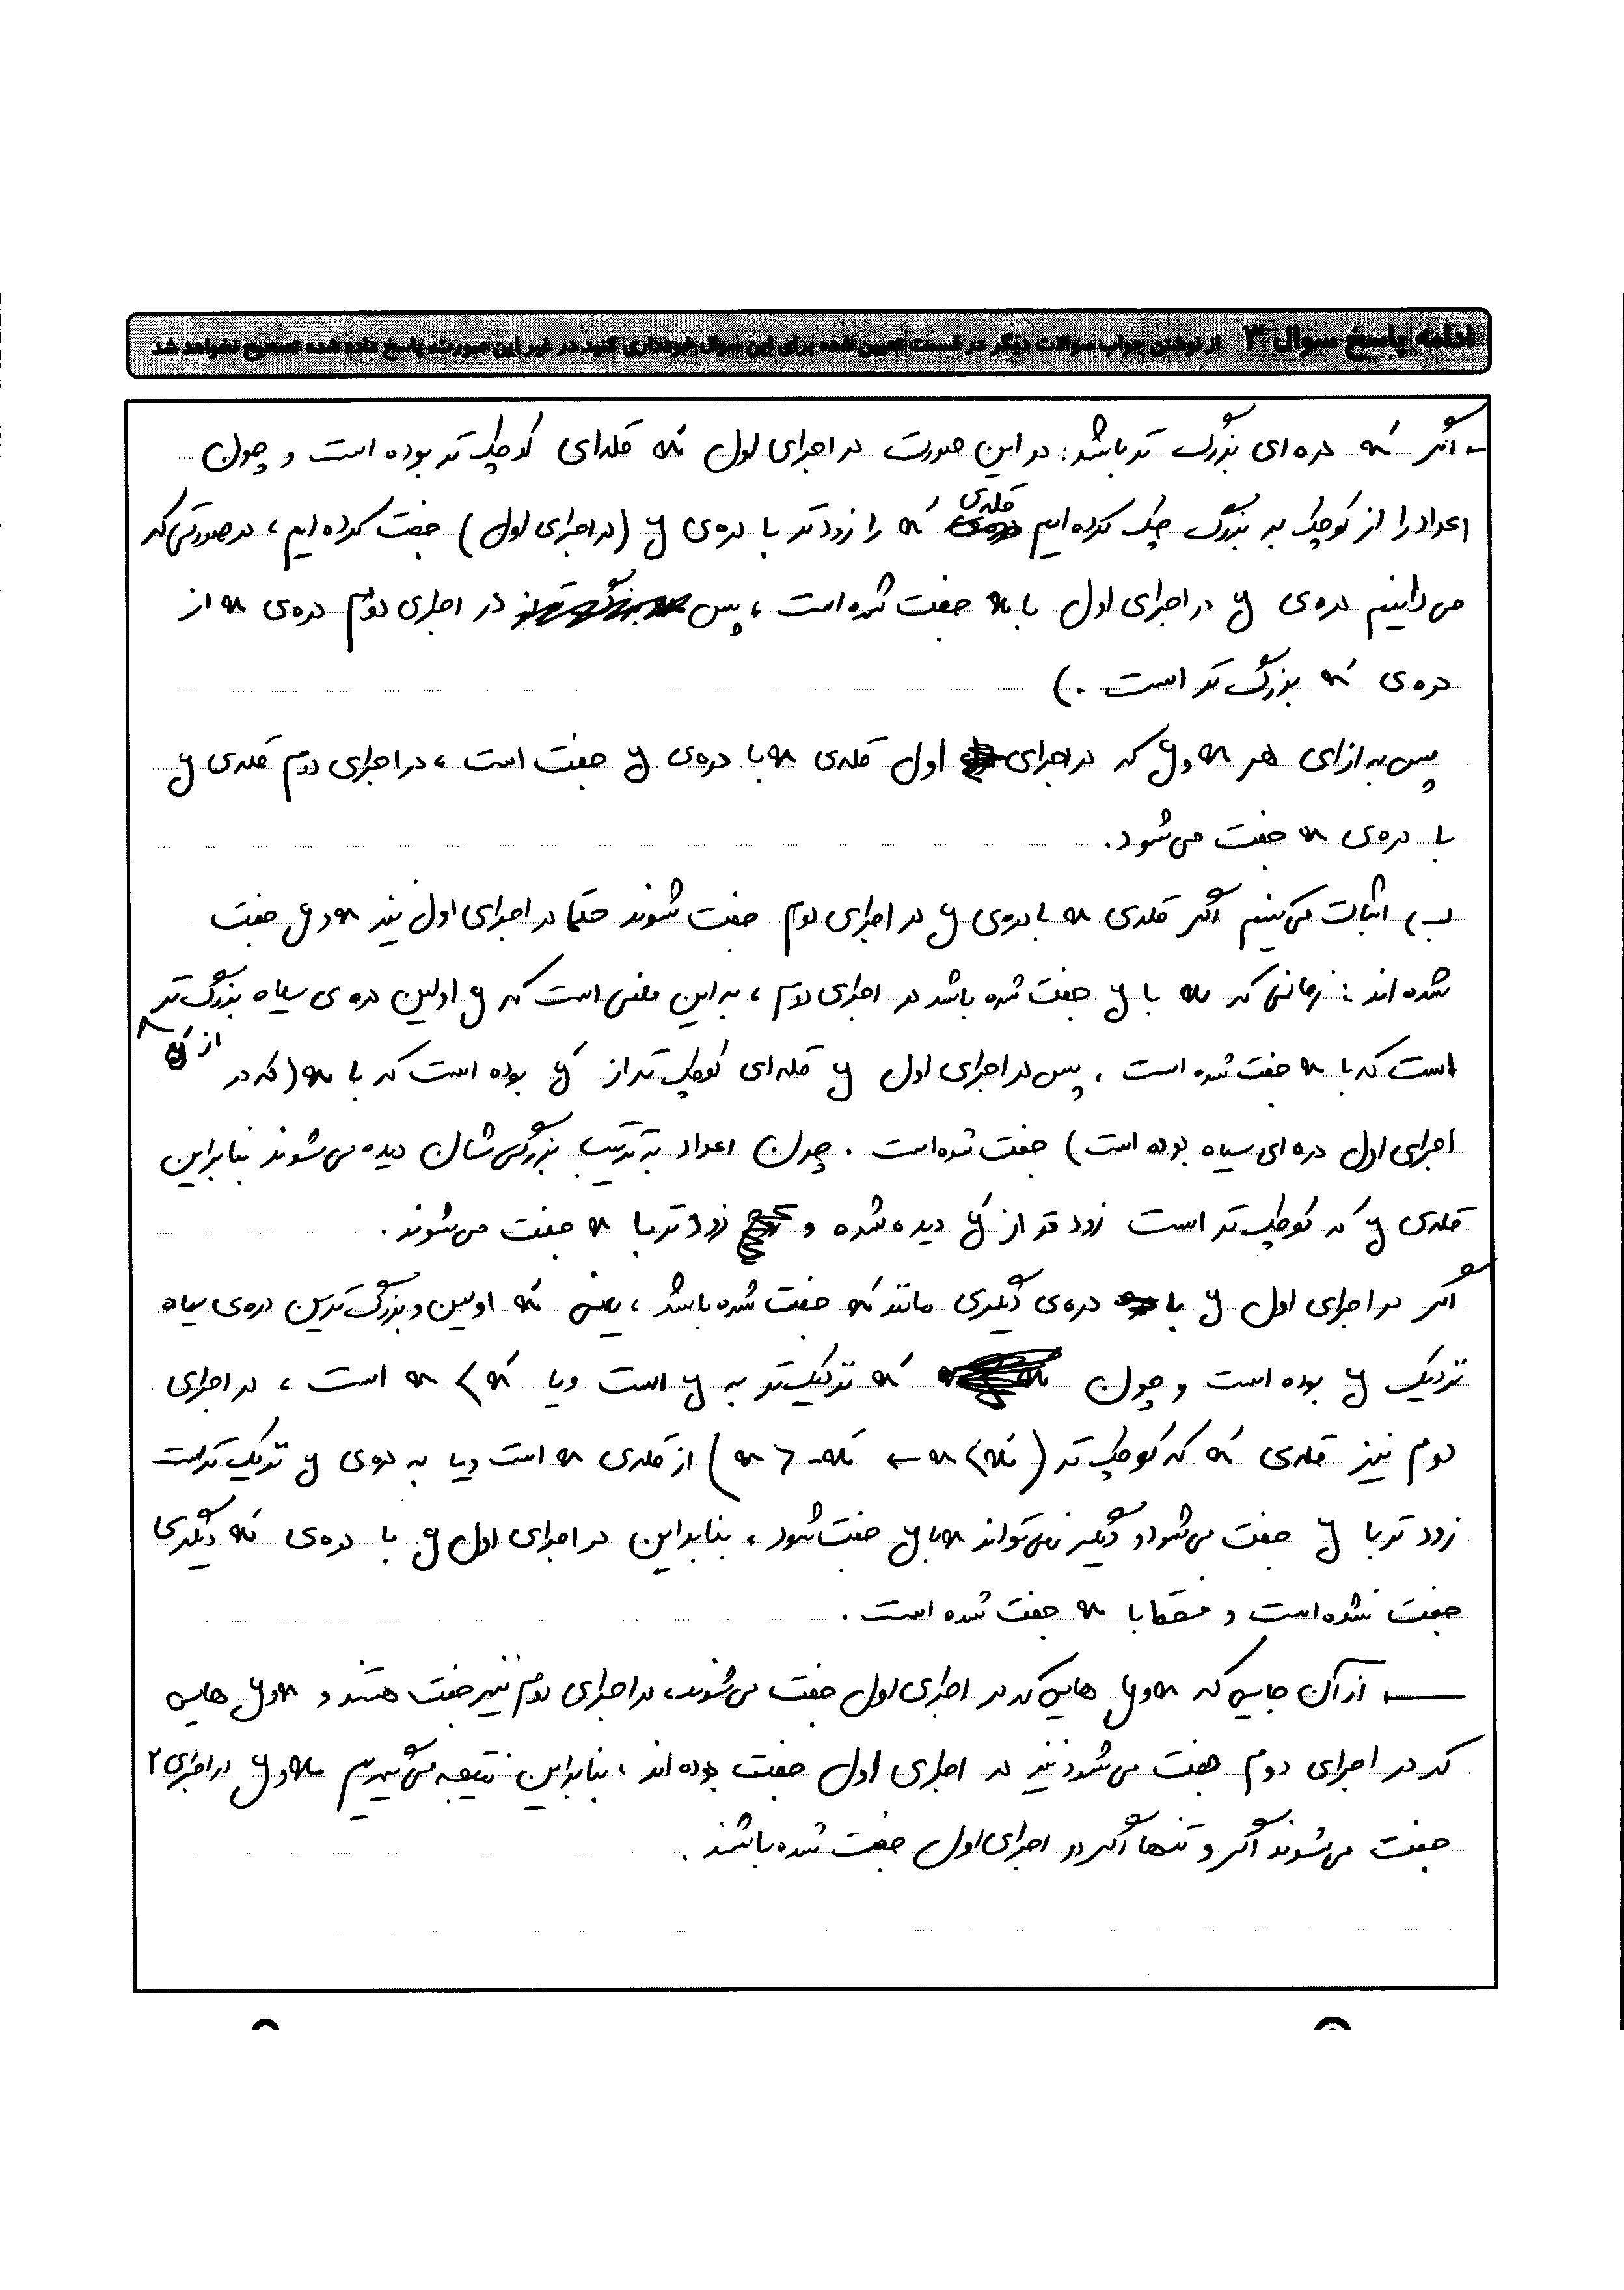 ادامه پاسخ سوال ۳ از نوشتن جواب سوالات دیگر در قسمت تعیین شده برای این سوال خودداری کنید در غیر این صورت، پاسخ داده شده تصحیح نخواهد شد
- اگر x́ دره ای بزرگ تر باشد: در این صورت در اجرای اول x́ قله‌ای کوچک تر بوده است و چون
اعداد را از کوچک به بزرگ چک کرده ایم قله‌ی x́ را زودتر با دره‌ی y (در اجرای اول) جفت کرده ایم، در صورتی که
می دانیم دره‌ی y در اجرای اول با x جفت شده است، پس در اجرای دوم دره‌ی x از
دره‌ی x́ بزرگ تر است.)
پس به ازای هر x و y که در اجرای اول قله‌ی x با دره‌ی y جفت است، در اجرای دوم قله‌ی y
با دره‌ی x جفت می‌شود.
ب) اثبات می‌کنیم اگر قله‌ی x با دره‌ی y در اجرای دوم جفت شوند حتما در اجرای اول نیز x و y جفت
شده اند: زمانی که x با y جفت شده باشد در اجرای دوم، به این معنی است که y اولین دره ی سیاه بزرگ تر از ý
است که با x جفت شده است. پس در اجرای اول y قله ای کوچک تر از ý بوده است که با x (که در
اجرای اول دره ای سیاه بوده است) جفت شده است. چون اعداد به ترتیب بزرگی شان دیده می شوند بنابراین
قله‌ی y که کوچک تر است زودتر از ý دیده شده و زودتر با x جفت می‌شوند.
اگر در اجرای اول y با دره‌ی دیگری مانند x́ جفت شده باشد، یعنی x́ اولین و بزرگ ترین دره‌ی سیاه
نزدیک y بوده است و چون x́ نزدیک تر به y است و یا x́ > x است، در اجرای
دوم نیز قله‌ی x́ که کوچک تر (x́ > x → -x́ < -x) از قله‌ی x است و یا به دره‌ی y نزدیک تر است
زودتر با y جفت می‌شود و دیگر نمی‌تواند x با y جفت شود، بنابراین در اجرای اول y با دره‌ی x́ دیگری
جفت نشده است و فقط با x جفت شده است.
از آن جایی که x و y هایی که در اجرای اول جفت می‌شوند، در اجرای دوم نیز جفت هستند و x و y هایی
که در اجرای دوم جفت می‌شوند نیز در اجرای اول جفت بوده اند، بنابراین نتیجه می‌گیریم x و y در اجرای ۲
جفت می‌شوند اگر و تنها اگر در اجرای اول جفت شده باشند.